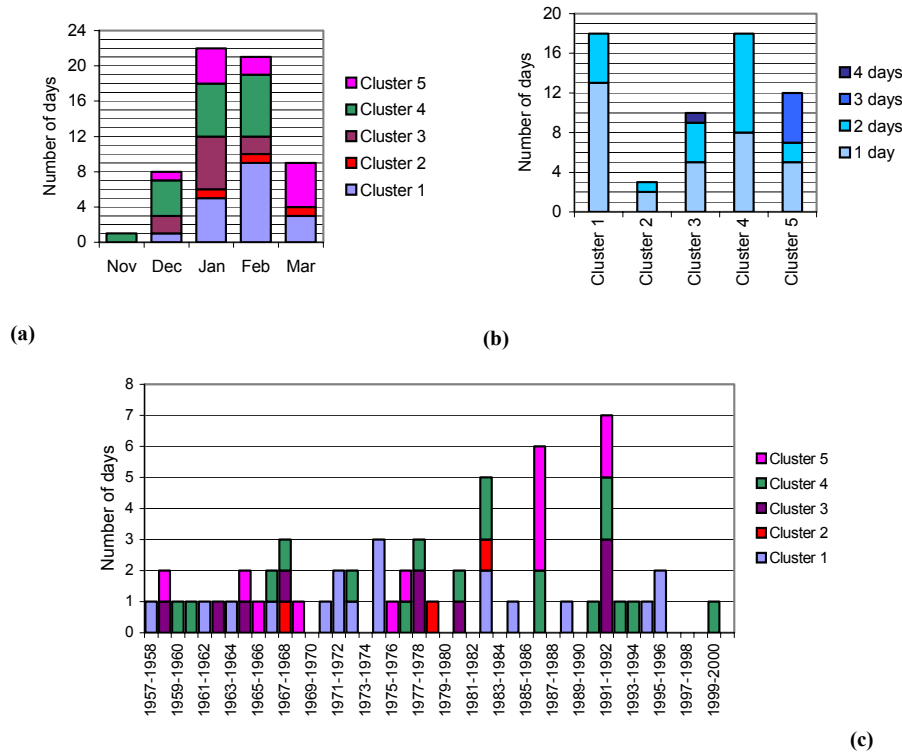 Number of days
24
20
16
12
8
4
0
Nov Dec Jan Feb Mar
Cluster 5
Cluster 4
Cluster 3
Cluster 2
Cluster 1
(a)
Number of days
20
16
12
8
4
0
Cluster 1
Cluster 2
Cluster 3
Cluster 4
Cluster 5
4 days
3 days
2 days
1 day
(b)
Number of days
8
7
6
5
4
3
2
1
0
1957-1958
1959-1960
1961-1962
1963-1964
1965-1966
1967-1968
1969-1970
1971-1972
1973-1974
1975-1976
1977-1978
1979-1980
1981-1982
1983-1984
1985-1986
1987-1988
1989-1990
1991-1992
1993-1994
1995-1996
1997-1998
1999-2000
Cluster 5
Cluster 4
Cluster 3
Cluster 2
Cluster 1
(c)